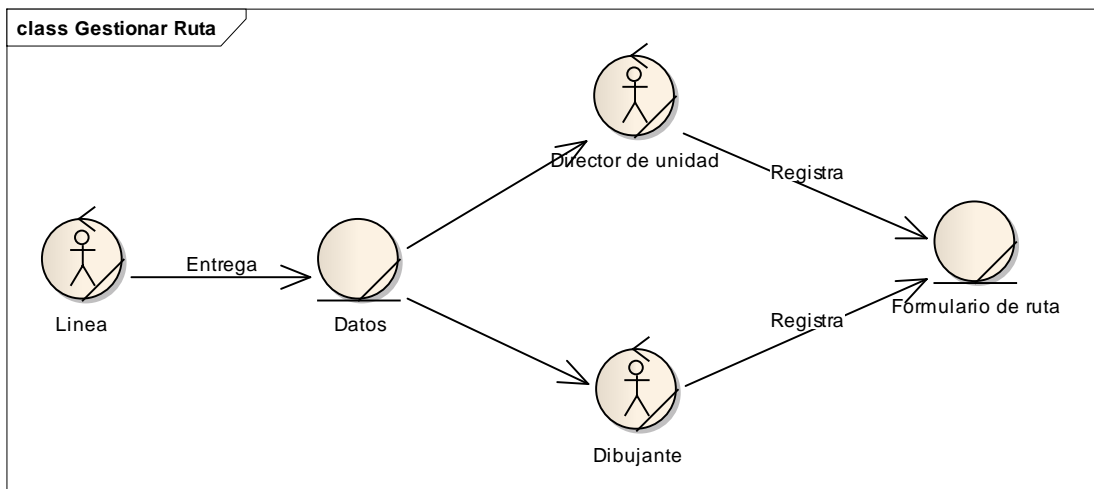 class Gestionar Ruta
Director de unidad
Registra
Entrega
Linea
Datos
Formulario de ruta
Registra
Dibujante